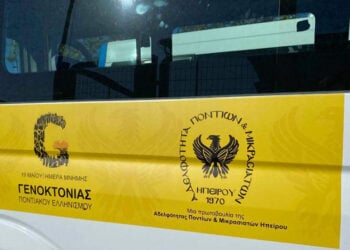 19 ΜΑΪΟΥ | ΗΜΕΡΑ ΜΝΗΜΗΣ
ΓΕΝΟΚΤΟΝΙΑΣ
ΠΟΝΤΙΑΚΟΥ ΕΛΛΗΝΙΣΜΟΥ
ΑΔΕΛΦΟΤΗΤΑ ΠΟΝΤΙΩΝ & ΜΙΚΡΑΣΙΑΤΩΝ
ΗΠΕΙΡΟΥ
1970
Μια πρωτοβουλία της
Αδελφότητας Ποντίων & Μικρασιατών Ηπείρου